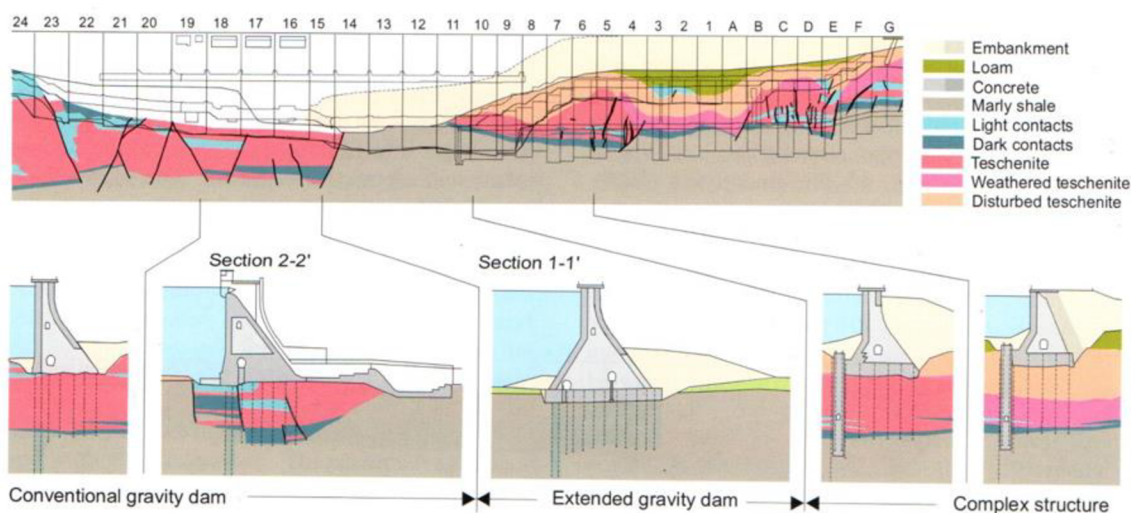 24 23 22 21 20 19 18 17 16 15 14 13 12 11 10 9 8 7 6 5 4 3 2 1 A B C D E F G
Embankment
Loam
Concrete
Marly shale
Light contacts
Dark contacts
Teschenite
Weathered teschenite
Disturbed teschenite
Section 2-2'
Section 1-1'
Conventional gravity dam
Extended gravity dam
Complex structure